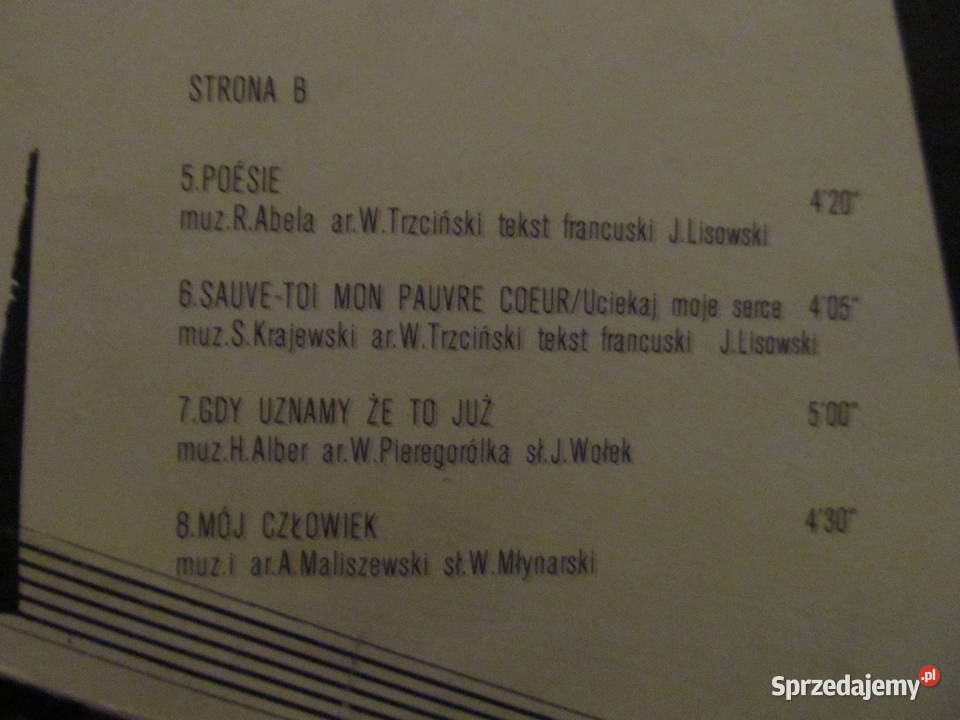 STRONA B
5.POÉSIE 4'20"
muz.R.Abela ar.W.Trzciński tekst francuski J.Lisowski
6.SAUVE-TOI MON PAUVRE COEUR/Uciekaj moje serce 4'05"
muz.S.Krajewski ar.W.Trzciński tekst francuski J.Lisowski
7.GDY UZNAMY ŻE TO JUŻ 5'00"
muz.H.Alber ar.W.Pieregorólka sł.J.Wołek
8.MÓJ CZŁOWIEK 4'30"
muz.i ar.A.Maliszewski sł.W.Młynarski
Sprzedajemy.pl